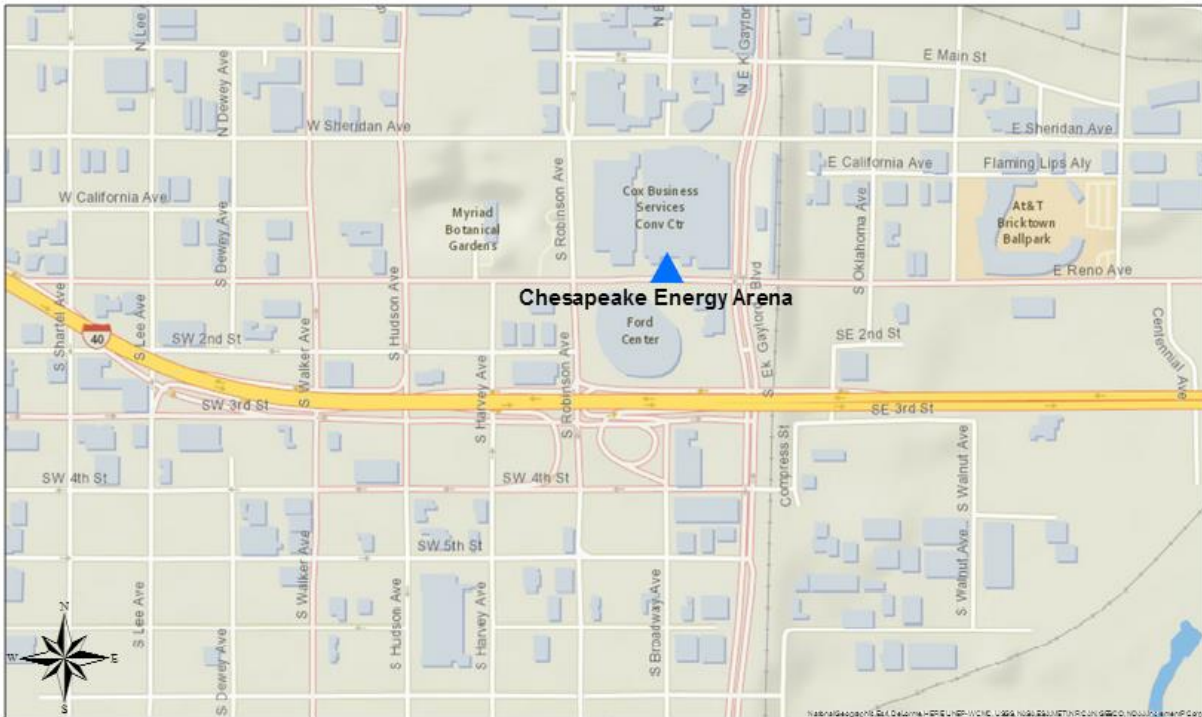 N Lee Ave
N Dewey Ave
N E K Gaylor
E Main St
W Sheridan Ave
E Sheridan Ave
E California Ave
Flaming Lips Aly
W California Ave
Myriad
Botanical
Gardens
S Robinson Ave
Cox Business
Services
Conv Ctr
S Oklahoma Ave
At&T
Bricktown
Ballpark
S Dewey Ave
E Reno Ave
Chesapeake Energy Arena
S Shartel Ave
S Lee Ave
40
SW 2nd St
S Walker Ave
S Hudson Ave
S Harvey Ave
S Robinson Ave
Ford
Center
S Ek Gaylord Blvd
SE 2nd St
Centennial Ave
SW 3rd St
SE 3rd St
SW 4th St
SW 4th St
Compress St
S Walnut Ave
SW 5th St
S Walker Ave
S Walnut Ave
S Lee Ave
S Dewey Ave
S Hudson Ave
S Harvey Ave
S Broadway Ave
N
W E
S